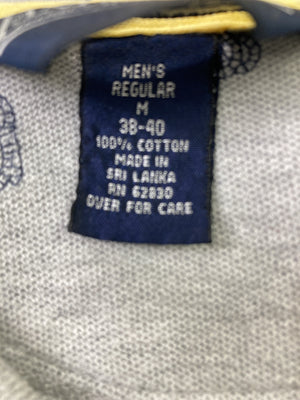 MEN'S
REGULAR
M
38-40
100% COTTON
MADE IN
SRI LANKA
RN 62830
OVER FOR CARE